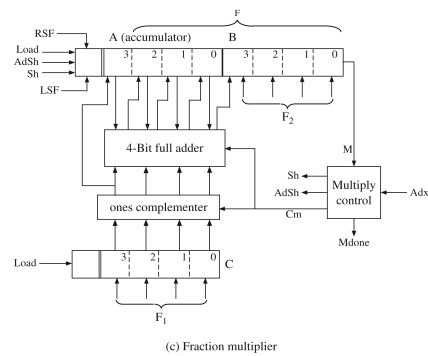 F
RSF
A (accumulator) B
Load
AdSh
Sh
LSF
3 2 1 0 3 2 1 0
F2
4-Bit full adder
M
Sh
AdSh
Multiply
control
Adx
Cm
Mdone
ones complementer
Load
3 2 1 0
C
F1
(c) Fraction multiplier